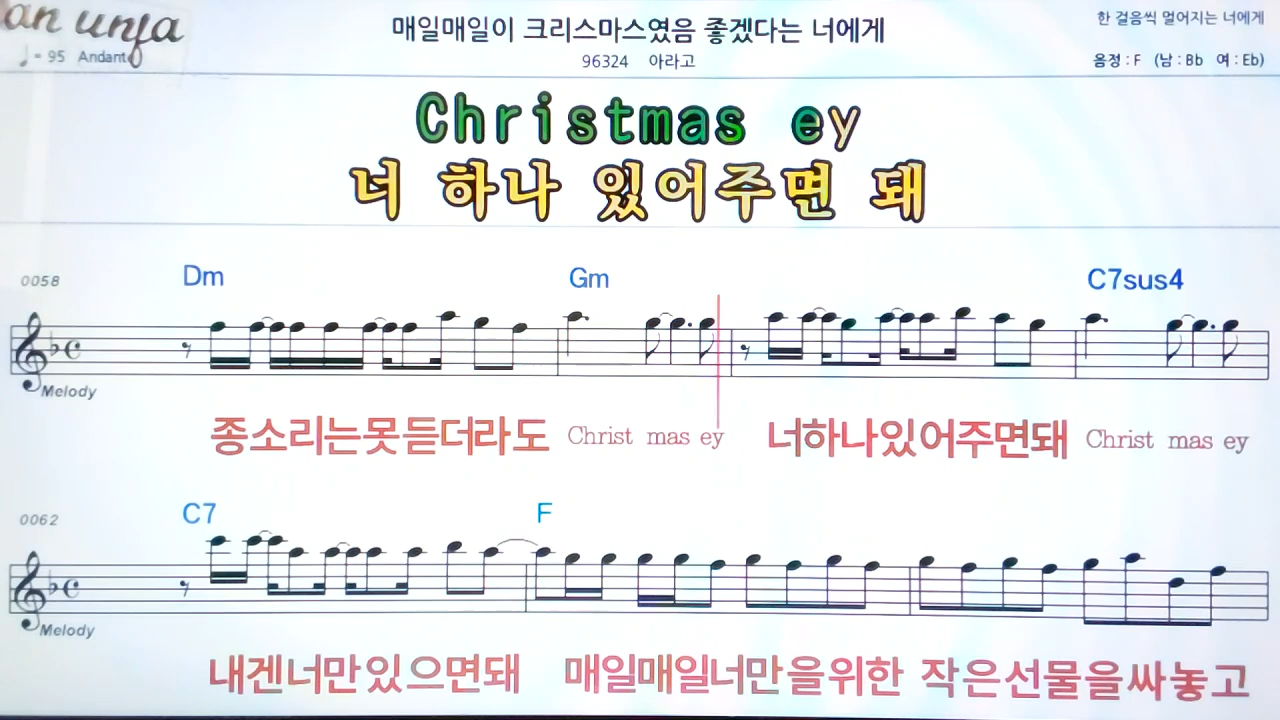 an unfa
매일매일이 크리스마스였음 좋겠다는 너에게
한 걸음씩 멀어지는 너에게
♩= 95 Andante
96324 아라고
음정 : F (남 : Bb 여 : Eb)
Christmas ey
너 하나 있어주면 돼
0058 Dm Gm C7sus4
Melody
종소리는못듣더라도 Christ mas ey 너하나있어주면돼 Christ mas ey
0062 C7 F
Melody
내겐너만있으면돼 매일매일너만을위한 작은선물을싸놓고